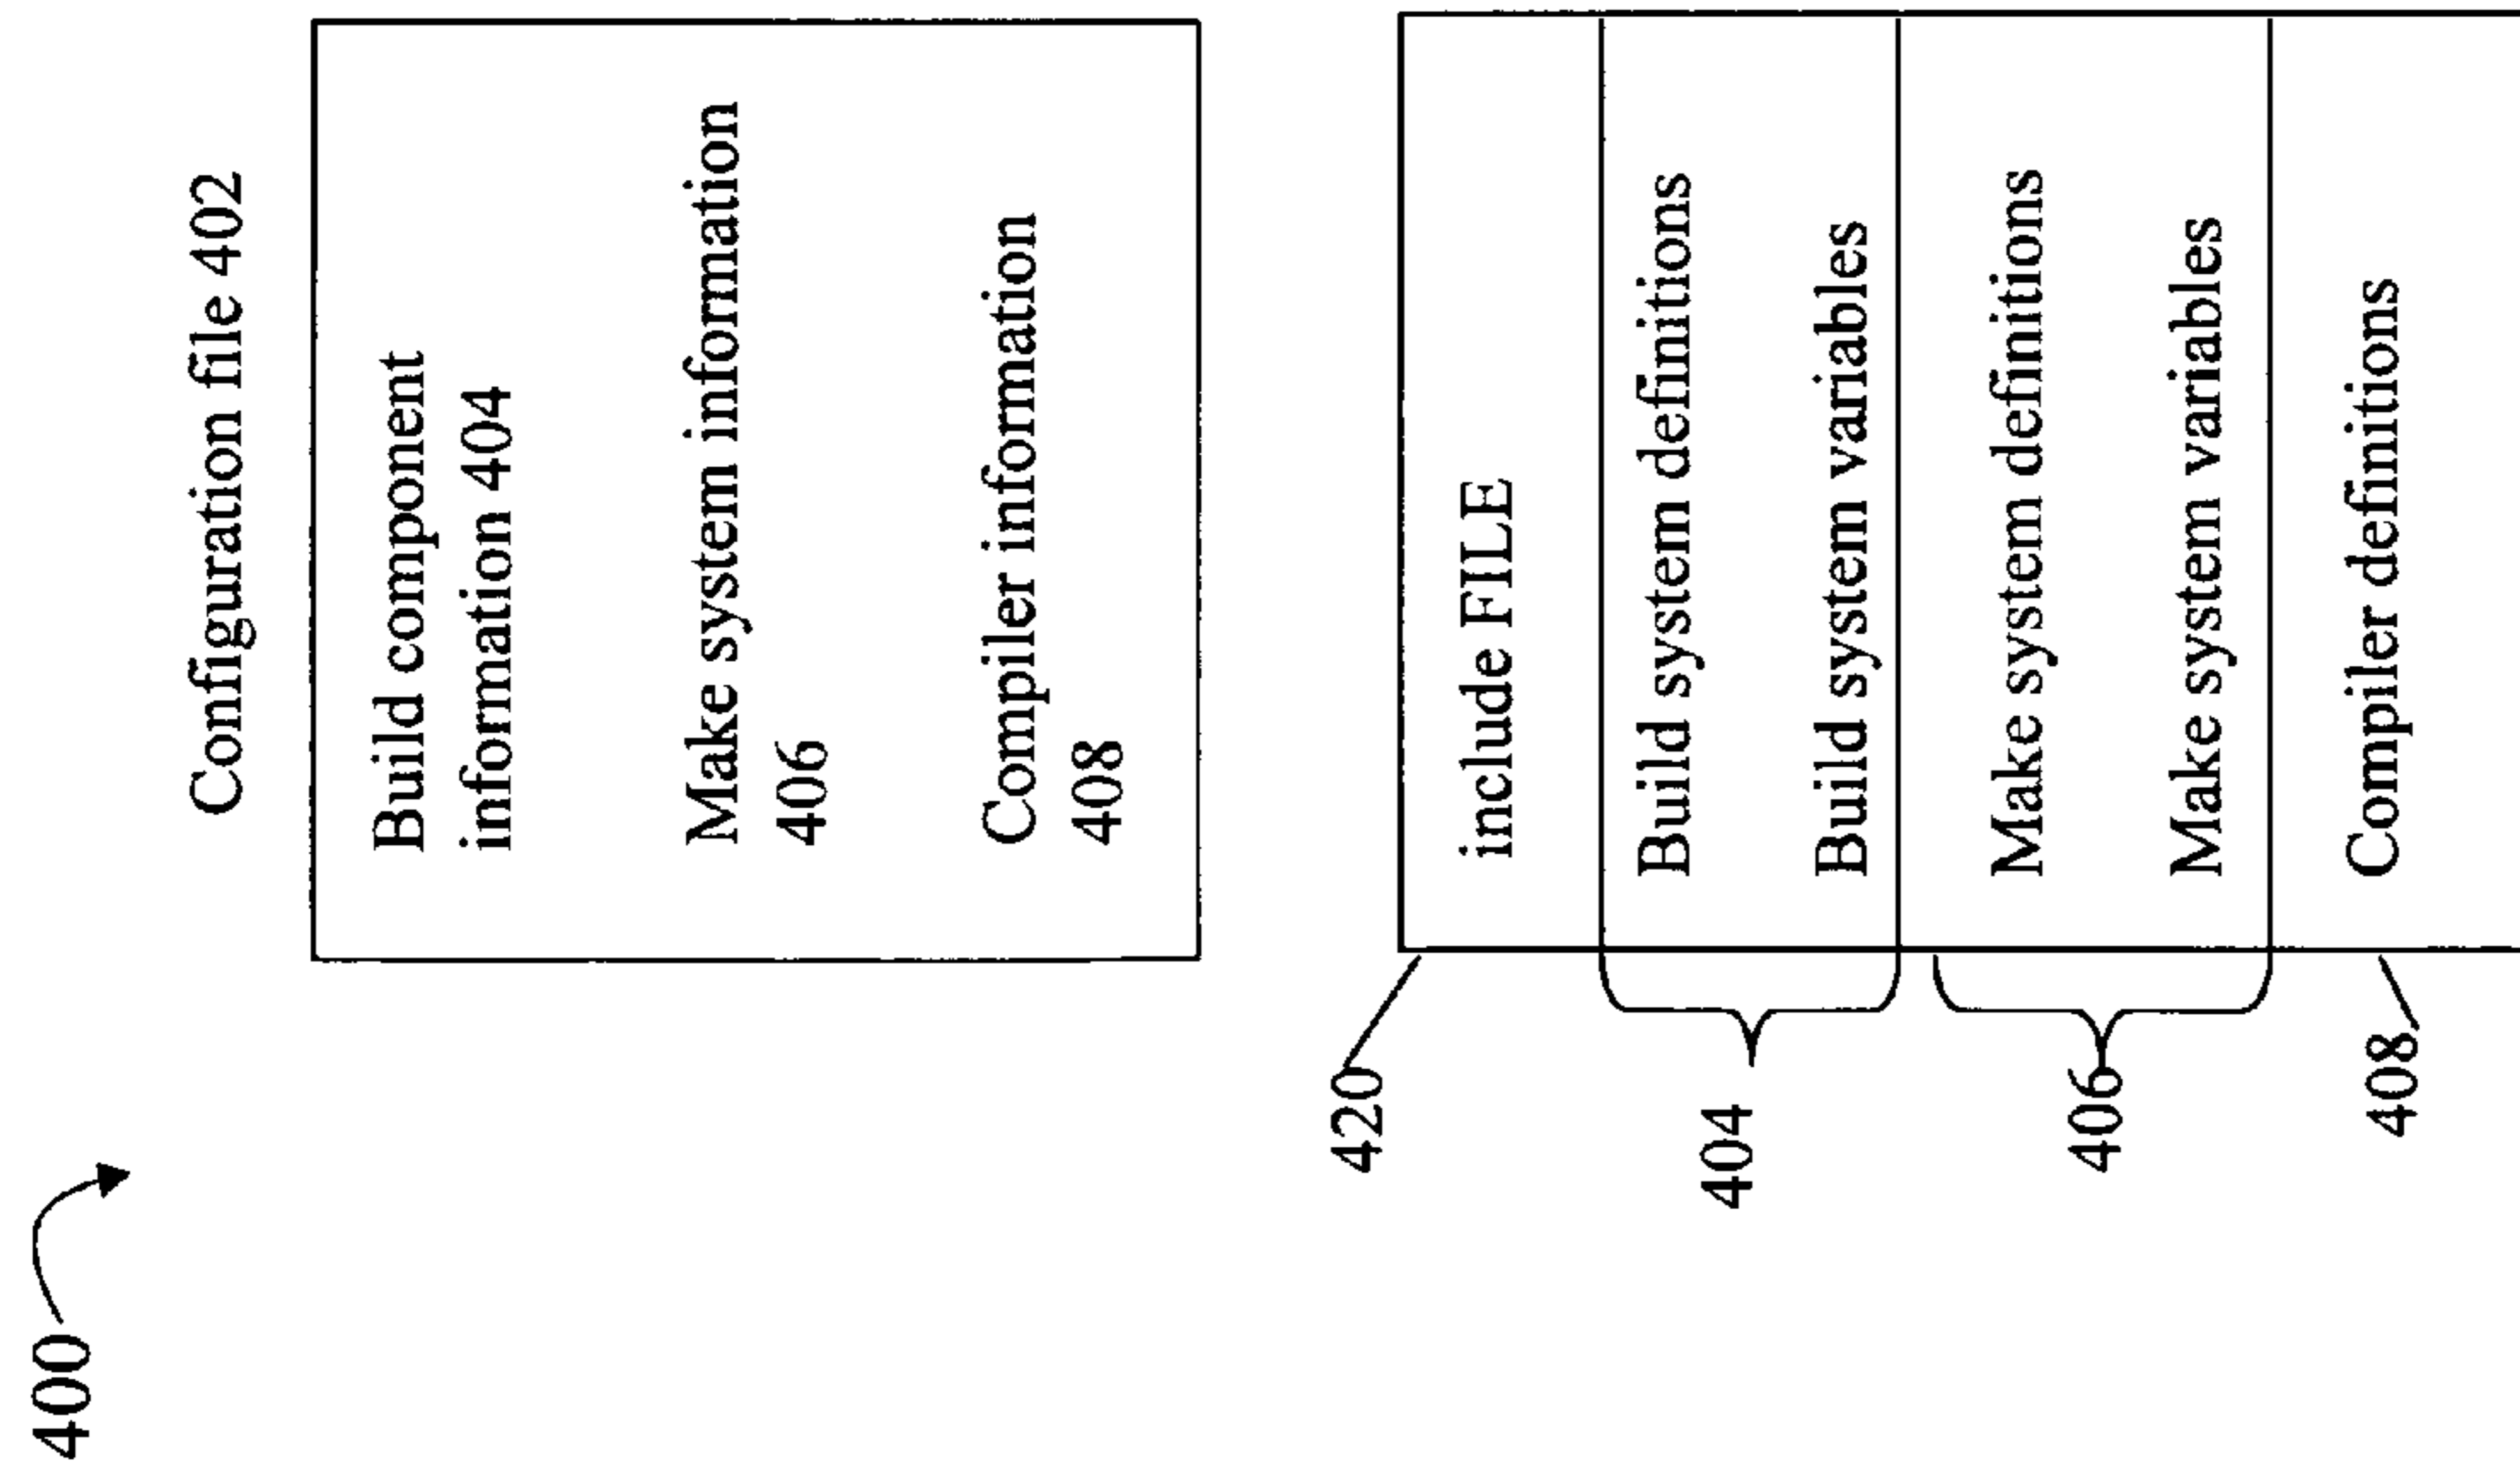 400
Configuration file 402
Build component
information 404
Make system information
406
Compiler information
408
420
include FILE
404
Build system definitions
Build system variables
406
Make system definitions
Make system variables
408
Compiler definitions